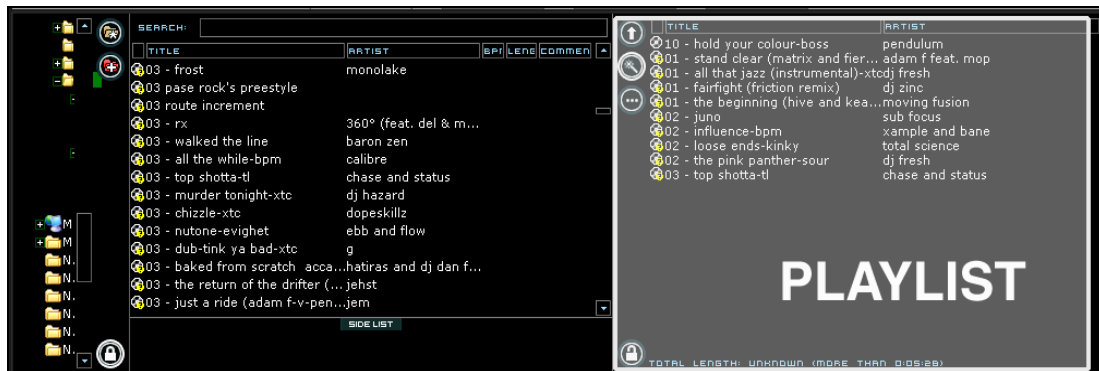 SEARCH:
TITLE ARTIST BPM LENG COMMEN
03 - frost monolake
03 pase rock's preestyle
03 route increment
03 - rx 360° (feat. del & m...
03 - walked the line baron zen
03 - all the while-bpm calibre
03 - top shotta-tl chase and status
03 - murder tonight-xtc dj hazard
03 - chizzle-xtc dopeskillz
03 - nutone-evighet ebb and flow
03 - dub-tink ya bad-xtc g
03 - baked from scratch acca...hatiras and dj dan f...
03 - the return of the drifter (... jehst
03 - just a ride (adam f-v-pen...jem
SIDE LIST
M
M
N.
N.
N.
N.
N.
N.
TITLE ARTIST
10 - hold your colour-boss pendulum
01 - stand clear (matrix and fier... adam f feat. mop
01 - all that jazz (instrumental)-xtcdj fresh
01 - fairfight (friction remix) dj zinc
01 - the beginning (hive and kea...moving fusion
02 - juno sub focus
02 - influence-bpm xample and bane
02 - loose ends-kinky total science
02 - the pink panther-sour dj fresh
03 - top shotta-tl chase and status
PLAYLIST
TOTAL LENGTH: UNKNOWN (MORE THAN 0:05:28)